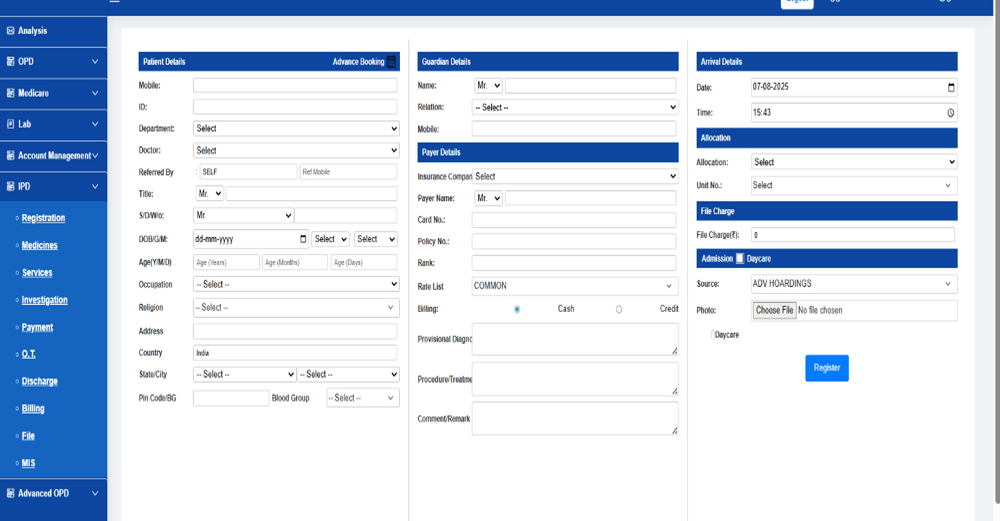 Analysis
OPD
Medicare
Lab
Account Management
IPD
Registration
Medicines
Services
Investigation
Payment
O.T.
Discharge
Billing
File
MIS
Advanced OPD
Patient Details Advance Booking
Mobile:
ID:
Department: Select
Doctor: Select
Referred By : SELF Ref Mobile
Title: Mr.
S/D/W/o: Mr.
DOB/G/M: dd-mm-yyyy Select Select
Age(Y/M/D) Age (Years) Age (Months) Age (Days)
Occupation -- Select --
Religion -- Select --
Address
Country India
State/City -- Select -- -- Select --
Pin Code/BG Blood Group -- Select --
Guardian Details
Name: Mr.
Relation: -- Select --
Mobile:
Payer Details
Insurance Compan Select
Payer Name: Mr.
Card No.:
Policy No.:
Rank:
Rate List COMMON
Billing: Cash Credit
Provisional Diagno
Procedure/Treatme
Comment/Remark
Arrival Details
Date: 07-08-2025
Time: 15:43
Allocation
Allocation: Select
Unit No.: Select
File Charge
File Charge(₹): 0
Admission Daycare
Source: ADV HOARDINGS
Photo: Choose File No file chosen
Daycare
Register